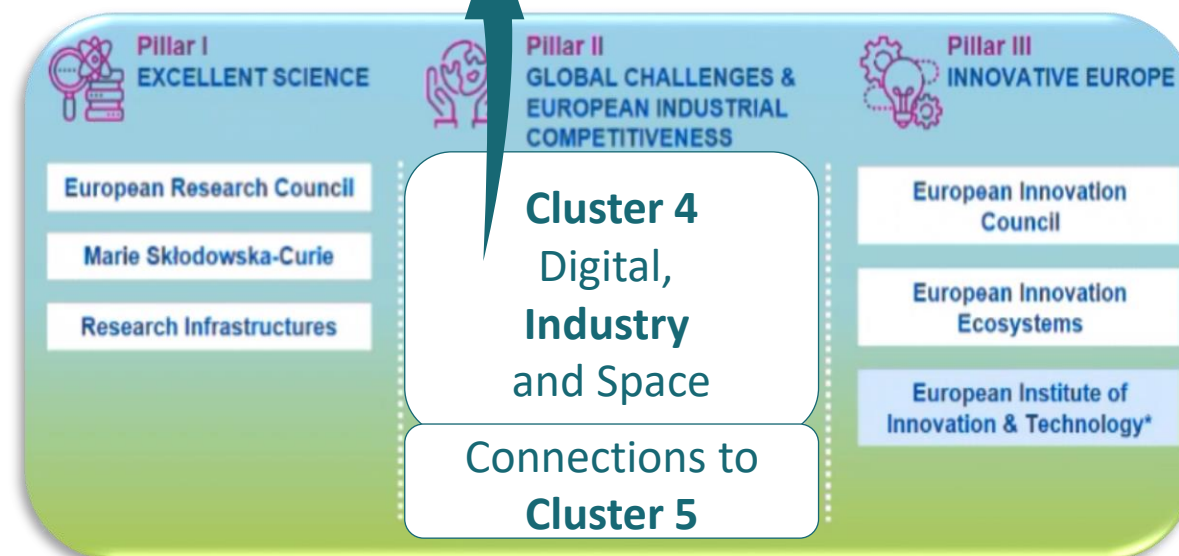 Pillar I
EXCELLENT SCIENCE
European Research Council
Marie Skłodowska-Curie
Research Infrastructures
Pillar II
GLOBAL CHALLENGES &
EUROPEAN INDUSTRIAL
COMPETITIVENESS
Cluster 4
Digital,
Industry
and Space
Connections to
Cluster 5
Pillar III
INNOVATIVE EUROPE
European Innovation
Council
European Innovation
Ecosystems
European Institute of
Innovation & Technology*